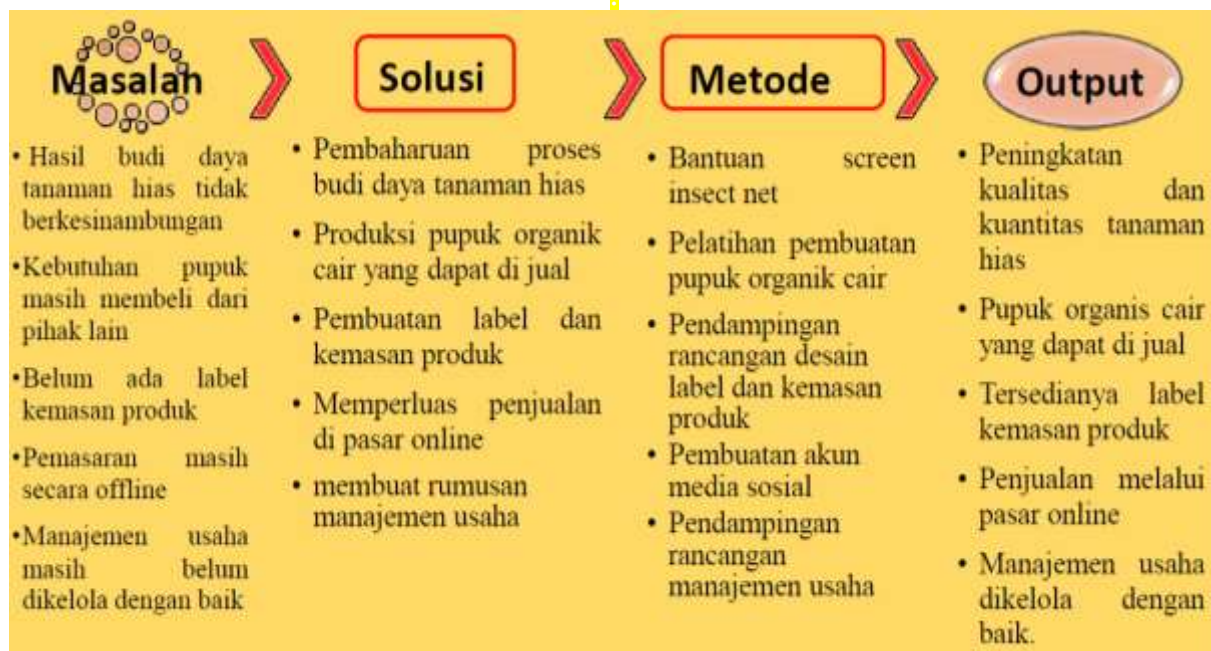 Masalah
• Hasil budi daya
tanaman hias tidak
berkesinambungan
•Kebutuhan pupuk
masih membeli dari
pihak lain
•Belum ada label
kemasan produk
•Pemasaran masih
secara offline
•Manajemen usaha
masih belum
dikelola dengan baik
Solusi
• Pembaharuan proses
budi daya tanaman hias
• Produksi pupuk organik
cair yang dapat di jual
• Pembuatan label dan
kemasan produk
• Memperluas penjualan
di pasar online
• membuat rumusan
manajemen usaha
Metode
• Bantuan screen
insect net
• Pelatihan pembuatan
pupuk organik cair
• Pendampingan
rancangan desain
label dan kemasan
produk
• Pembuatan akun
media sosial
• Pendampingan
rancangan
manajemen usaha
Output
• Peningkatan
kualitas dan
kuantitas tanaman
hias
• Pupuk organis cair
yang dapat di jual
• Tersedianya label
kemasan produk
• Penjualan melalui
pasar online
• Manajemen usaha
dikelola dengan
baik.